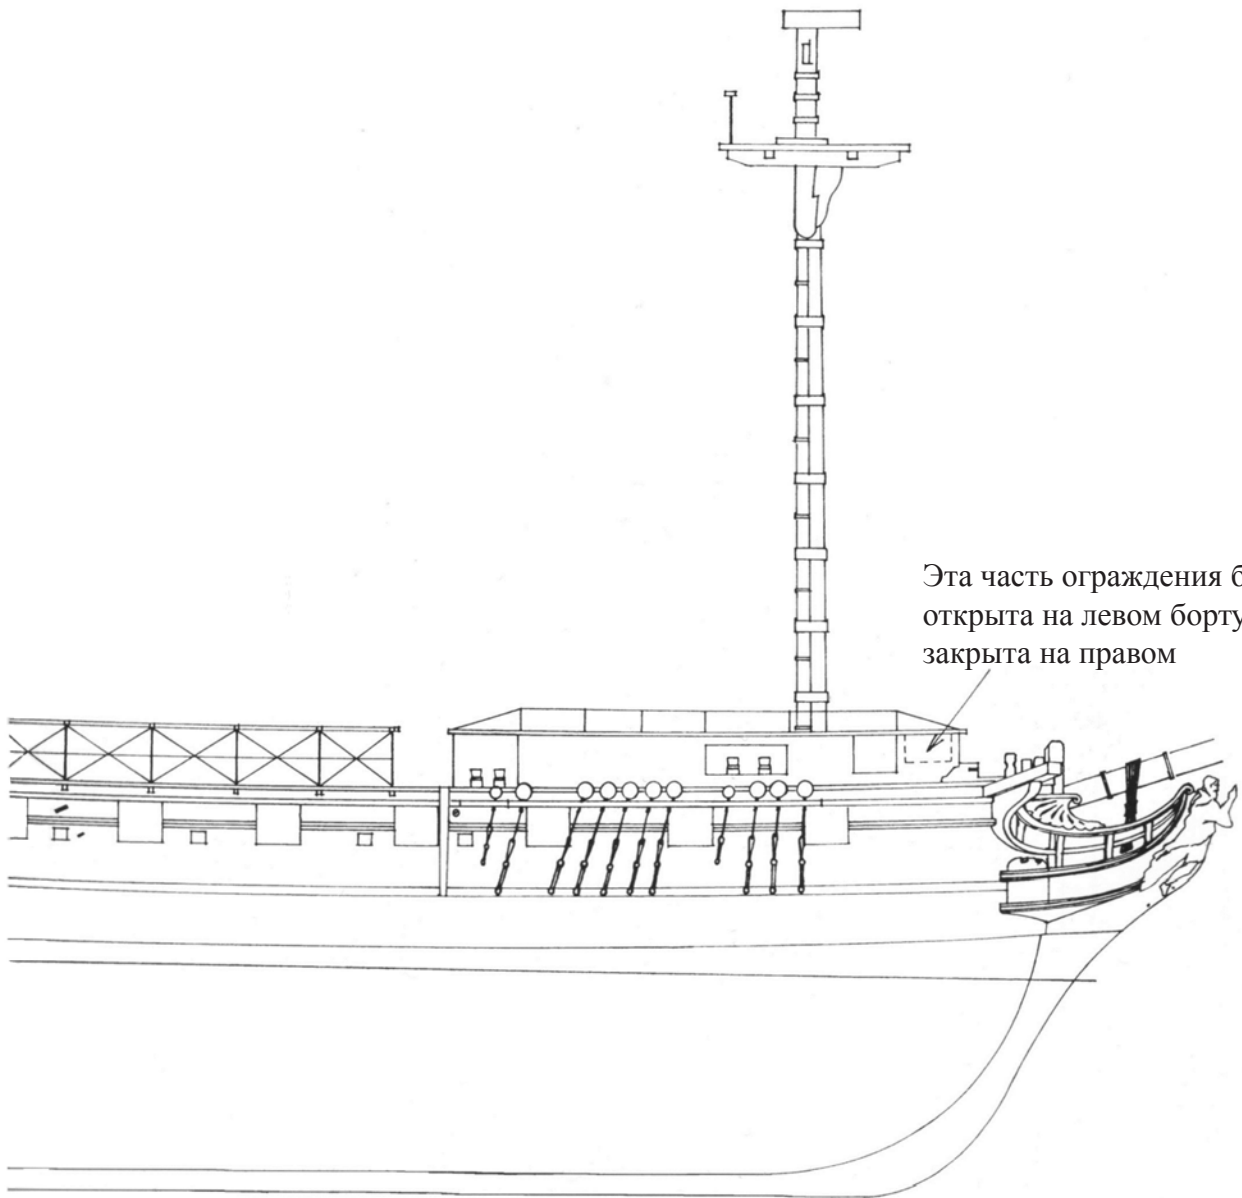 Эта часть ограждения б
открыта на левом борту
закрыта на правом